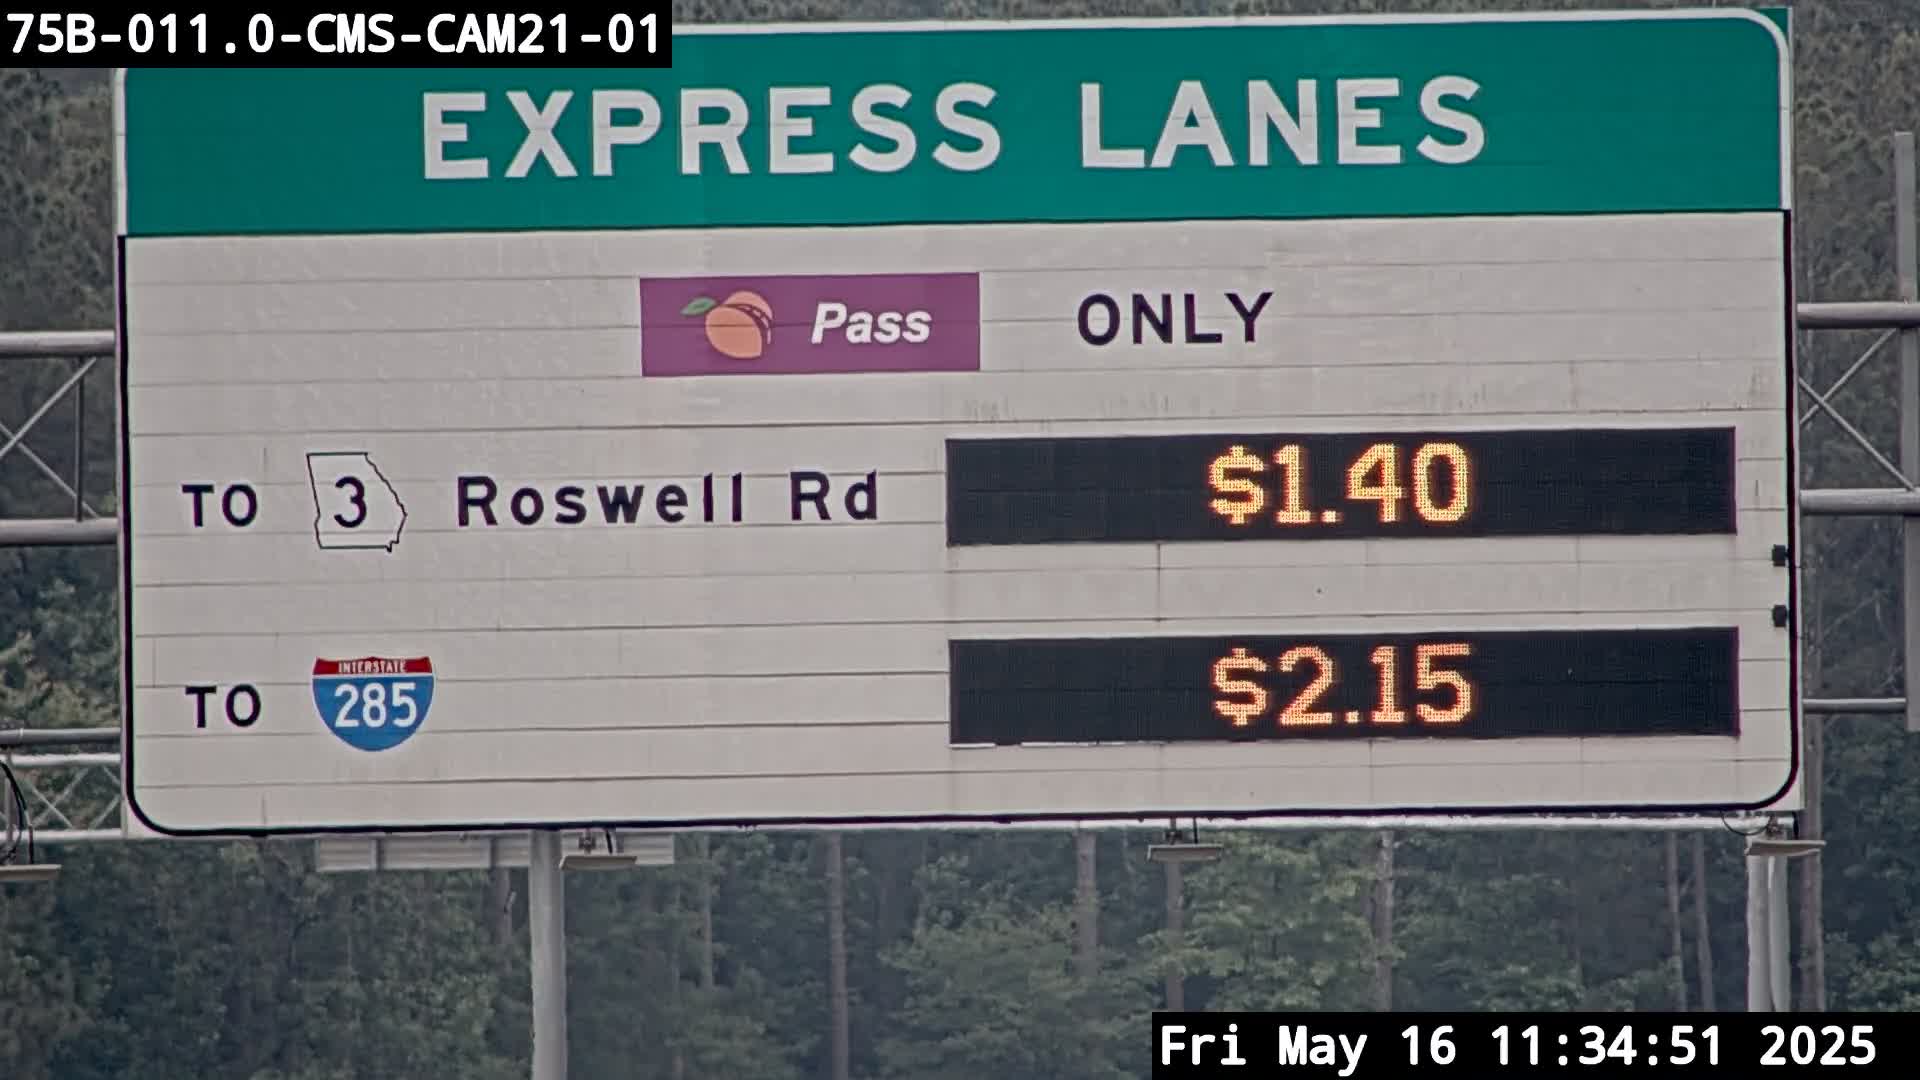 75B-011.0-CMS-CAM21-01
EXPRESS LANES
Pass ONLY
TO 3 Roswell Rd $1.40
INTERSTATE
TO 285 $2.15
Fri May 16 11:34:51 2025